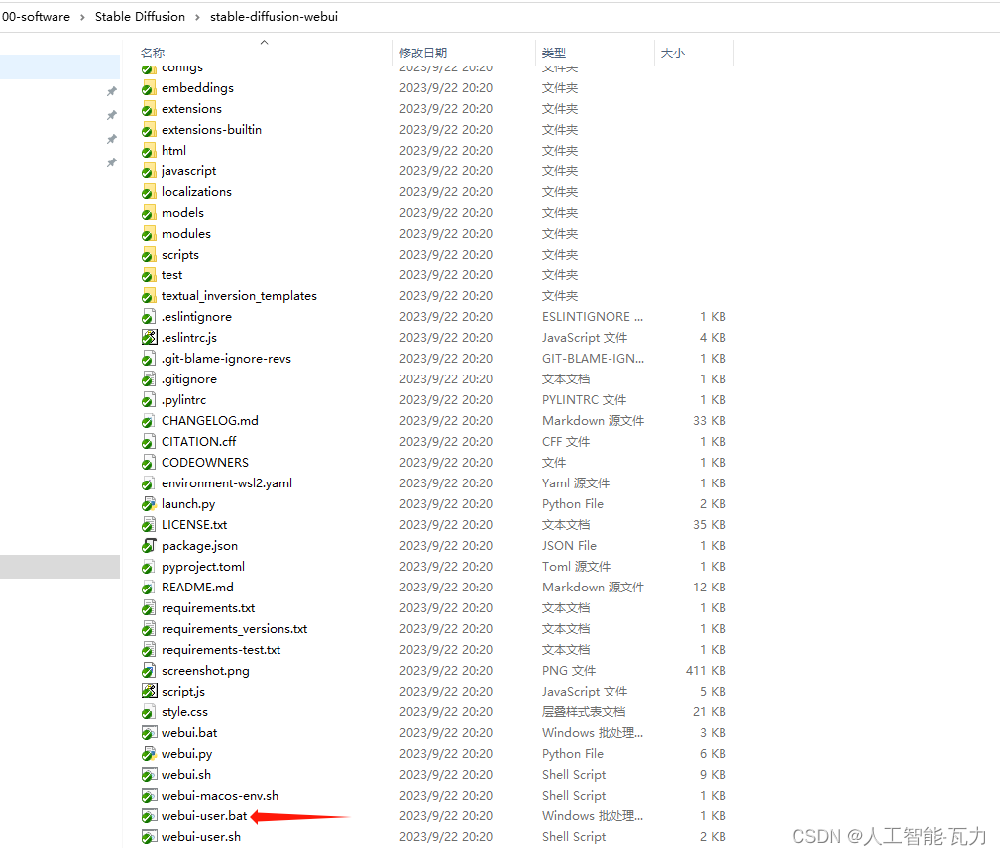 00-software › Stable Diffusion › stable-diffusion-webui
名称 修改日期 类型 大小
configs 2023/9/22 20:20 文件夹
embeddings 2023/9/22 20:20 文件夹
extensions 2023/9/22 20:20 文件夹
extensions-builtin 2023/9/22 20:20 文件夹
html 2023/9/22 20:20 文件夹
javascript 2023/9/22 20:20 文件夹
localizations 2023/9/22 20:20 文件夹
models 2023/9/22 20:20 文件夹
modules 2023/9/22 20:20 文件夹
scripts 2023/9/22 20:20 文件夹
test 2023/9/22 20:20 文件夹
textual_inversion_templates 2023/9/22 20:20 文件夹
.eslintignore 2023/9/22 20:20 ESLINTIGNORE ... 1 KB
.eslintrc.js 2023/9/22 20:20 JavaScript 文件 4 KB
.git-blame-ignore-revs 2023/9/22 20:20 GIT-BLAME-IGN... 1 KB
.gitignore 2023/9/22 20:20 文本文档 1 KB
.pylintrc 2023/9/22 20:20 PYLINTRC 文件 1 KB
CHANGELOG.md 2023/9/22 20:20 Markdown 源文件 33 KB
CITATION.cff 2023/9/22 20:20 CFF 文件 1 KB
CODEOWNERS 2023/9/22 20:20 文件 1 KB
environment-wsl2.yaml 2023/9/22 20:20 Yaml 源文件 1 KB
launch.py 2023/9/22 20:20 Python File 2 KB
LICENSE.txt 2023/9/22 20:20 文本文档 35 KB
package.json 2023/9/22 20:20 JSON File 1 KB
pyproject.toml 2023/9/22 20:20 Toml 源文件 1 KB
README.md 2023/9/22 20:20 Markdown 源文件 12 KB
requirements.txt 2023/9/22 20:20 文本文档 1 KB
requirements_versions.txt 2023/9/22 20:20 文本文档 1 KB
requirements-test.txt 2023/9/22 20:20 文本文档 1 KB
screenshot.png 2023/9/22 20:20 PNG 文件 411 KB
script.js 2023/9/22 20:20 JavaScript 文件 5 KB
style.css 2023/9/22 20:20 层叠样式表文档 21 KB
webui.bat 2023/9/22 20:20 Windows 批处理... 3 KB
webui.py 2023/9/22 20:20 Python File 6 KB
webui.sh 2023/9/22 20:20 Shell Script 9 KB
webui-macos-env.sh 2023/9/22 20:20 Shell Script 1 KB
webui-user.bat 2023/9/22 20:20 Windows 批处理... 1 KB
webui-user.sh 2023/9/22 20:20 Shell Script 2 KB
CSDN @人工智能-瓦力